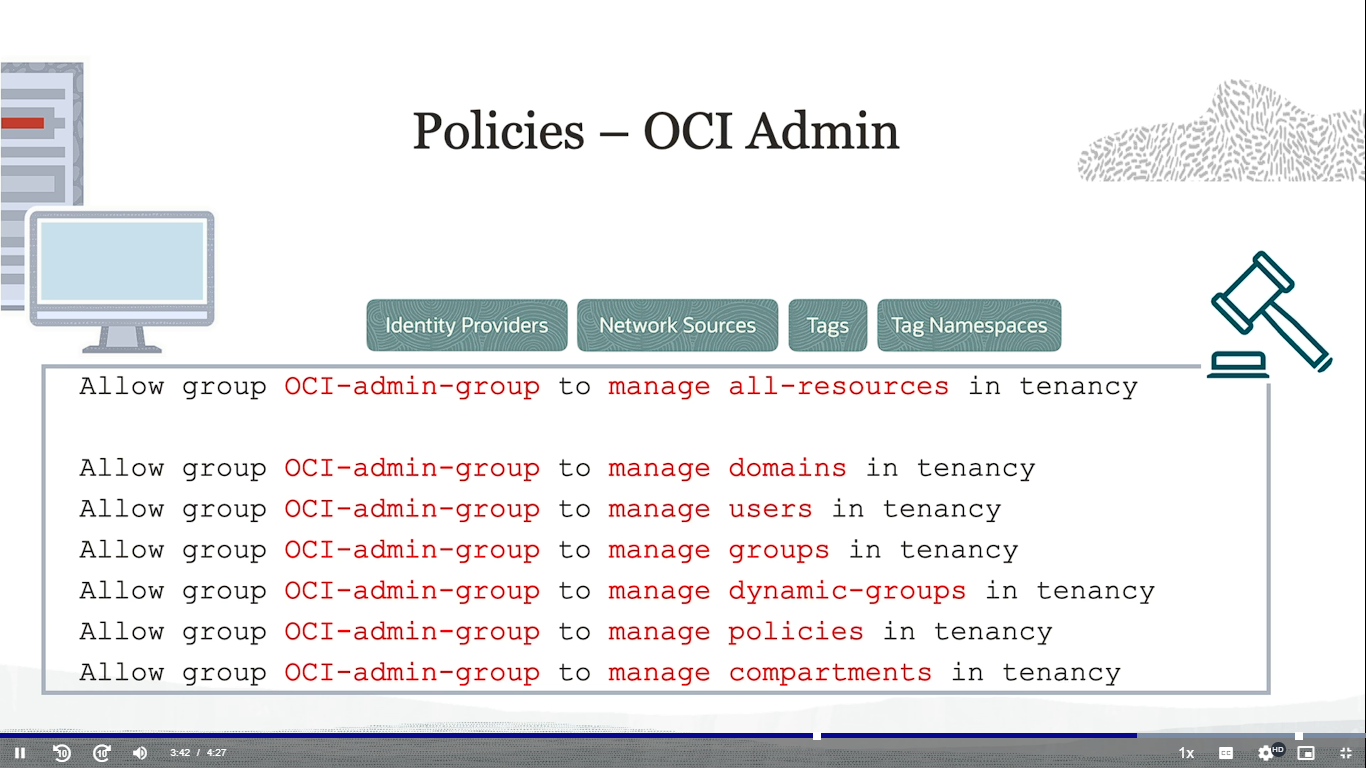 Policies – OCI Admin
Identity Providers
Network Sources
Tags
Tag Namespaces
Allow group OCI-admin-group to manage all-resources in tenancy
Allow group OCI-admin-group to manage domains in tenancy
Allow group OCI-admin-group to manage users in tenancy
Allow group OCI-admin-group to manage groups in tenancy
Allow group OCI-admin-group to manage dynamic-groups in tenancy
Allow group OCI-admin-group to manage policies in tenancy
Allow group OCI-admin-group to manage compartments in tenancy
10 10 3:42 / 4:27 1x CC HD